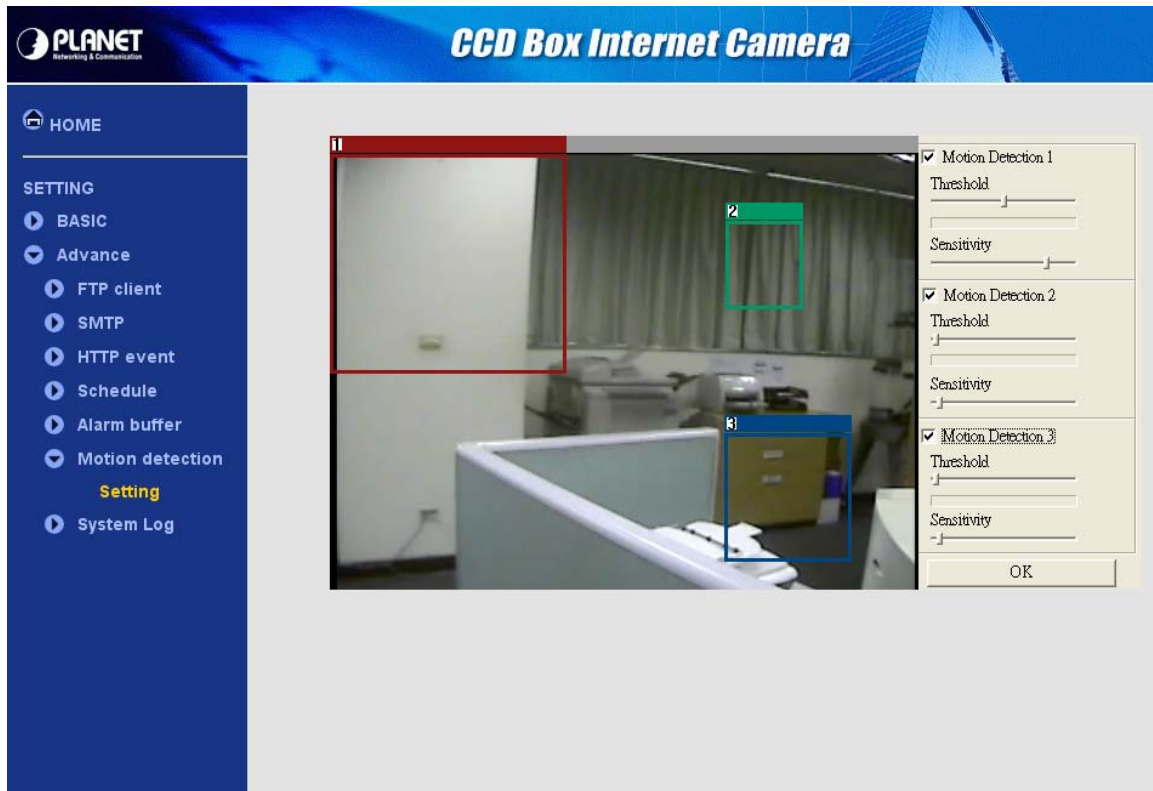 PLANET
Networking & Communication
CCD Box Internet Camera
HOME
SETTING
BASIC
Advance
FTP client
SMTP
HTTP event
Schedule
Alarm buffer
Motion detection
Setting
System Log
1
2
3
Motion Detection 1
Threshold
Sensitivity
Motion Detection 2
Threshold
Sensitivity
Motion Detection 3
Threshold
Sensitivity
OK